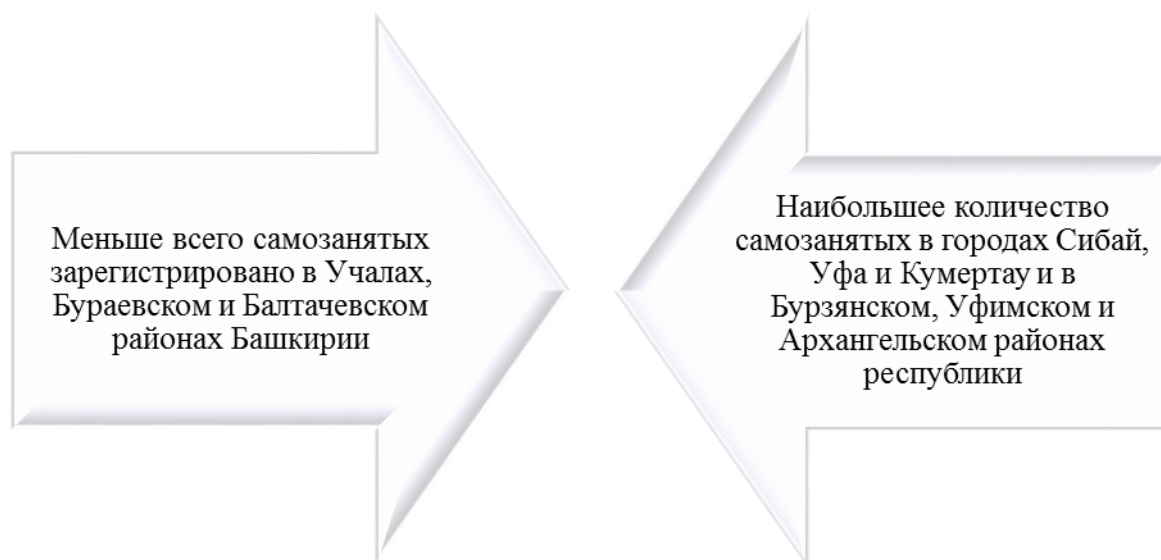 Меньше всего самозанятых
зарегистрировано в Учалах,
Бураевском и Балтачевском
районах Башкирии
Наибольшее количество
самозанятых в городах Сибай,
Уфа и Кумертау и в
Бурзянском, Уфимском и
Архангельском районах
республики